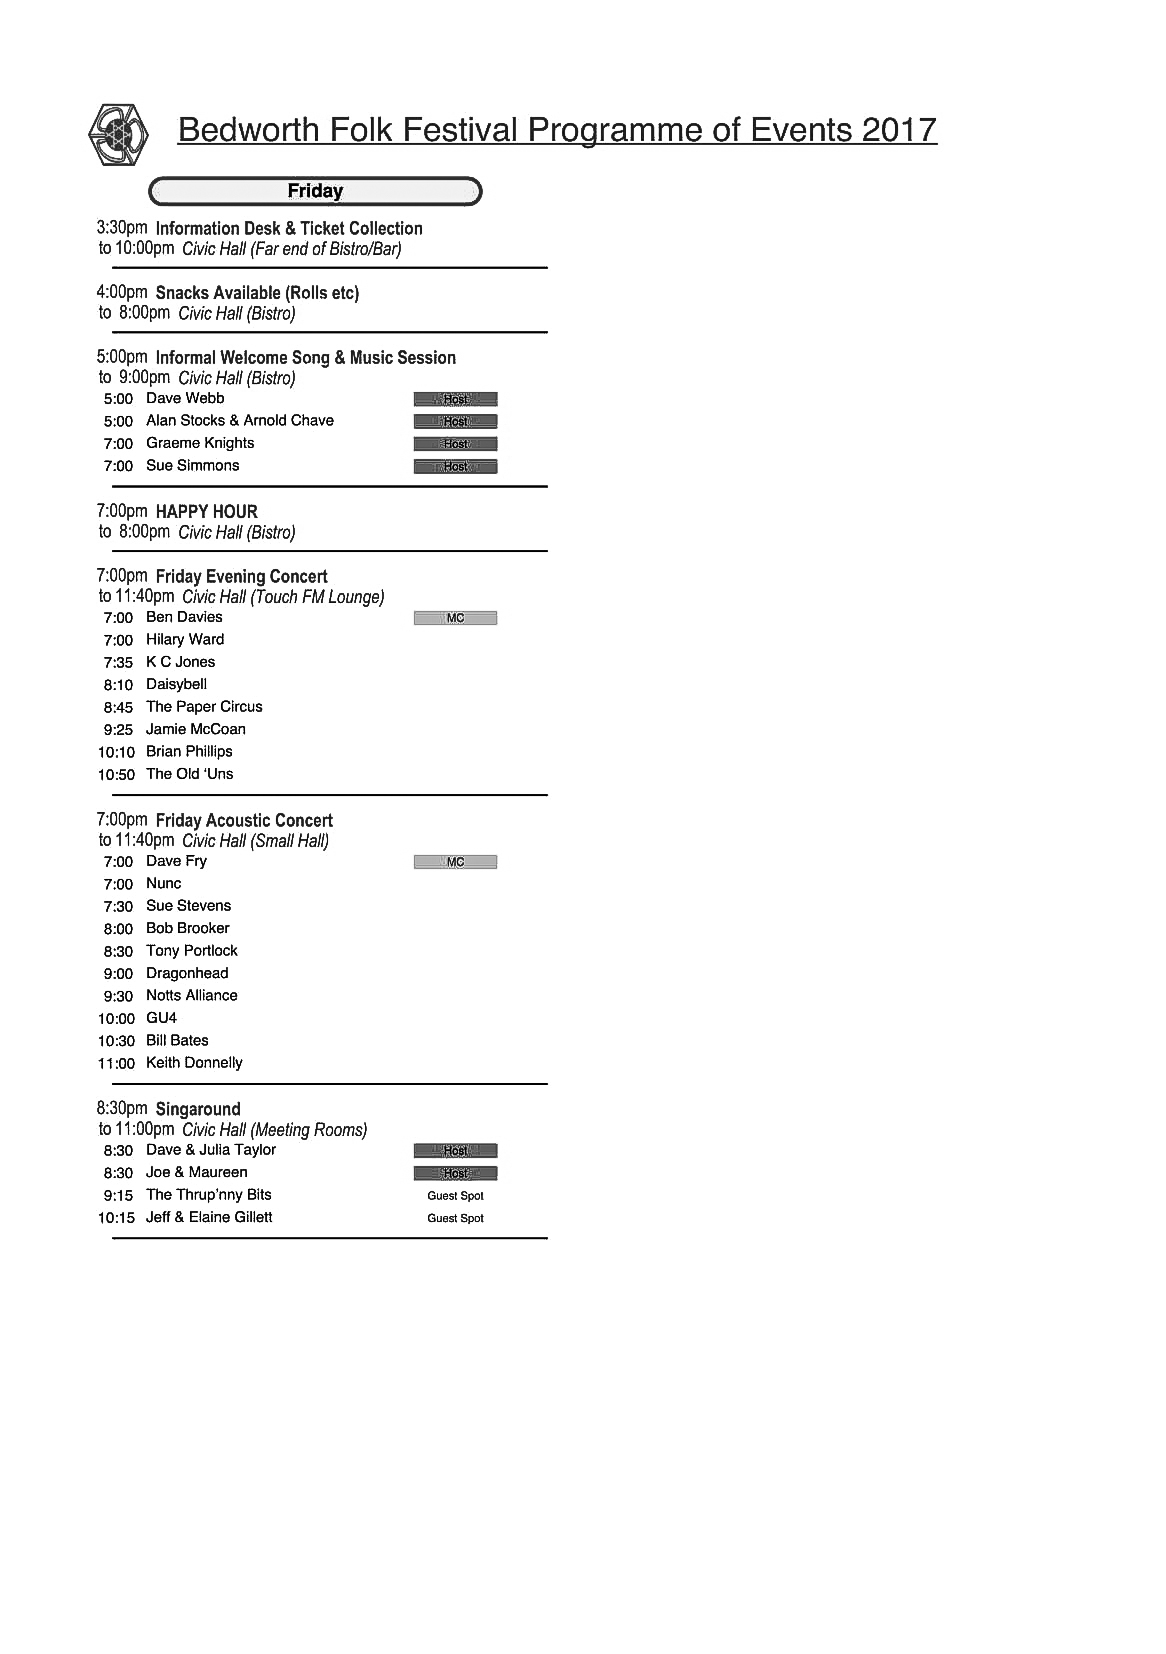 Bedworth Folk Festival Programme of Events 2017
Friday
3:30pm Information Desk & Ticket Collection
to 10:00pm Civic Hall (Far end of Bistro/Bar)
4:00pm Snacks Available (Rolls etc)
to 8:00pm Civic Hall (Bistro)
5:00pm Informal Welcome Song & Music Session
to 9:00pm Civic Hall (Bistro)
5:00 Dave Webb Host
5:00 Alan Stocks & Arnold Chave Host
7:00 Graeme Knights Host
7:00 Sue Simmons Host
7:00pm HAPPY HOUR
to 8:00pm Civic Hall (Bistro)
7:00pm Friday Evening Concert
to 11:40pm Civic Hall (Touch FM Lounge)
7:00 Ben Davies MC
7:00 Hilary Ward
7:35 K C Jones
8:10 Daisybell
8:45 The Paper Circus
9:25 Jamie McCoan
10:10 Brian Phillips
10:50 The Old ‘Uns
7:00pm Friday Acoustic Concert
to 11:40pm Civic Hall (Small Hall)
7:00 Dave Fry MC
7:00 Nunc
7:30 Sue Stevens
8:00 Bob Brooker
8:30 Tony Portlock
9:00 Dragonhead
9:30 Notts Alliance
10:00 GU4
10:30 Bill Bates
11:00 Keith Donnelly
8:30pm Singaround
to 11:00pm Civic Hall (Meeting Rooms)
8:30 Dave & Julia Taylor Host
8:30 Joe & Maureen Host
9:15 The Thrup’nny Bits Guest Spot
10:15 Jeff & Elaine Gillett Guest Spot